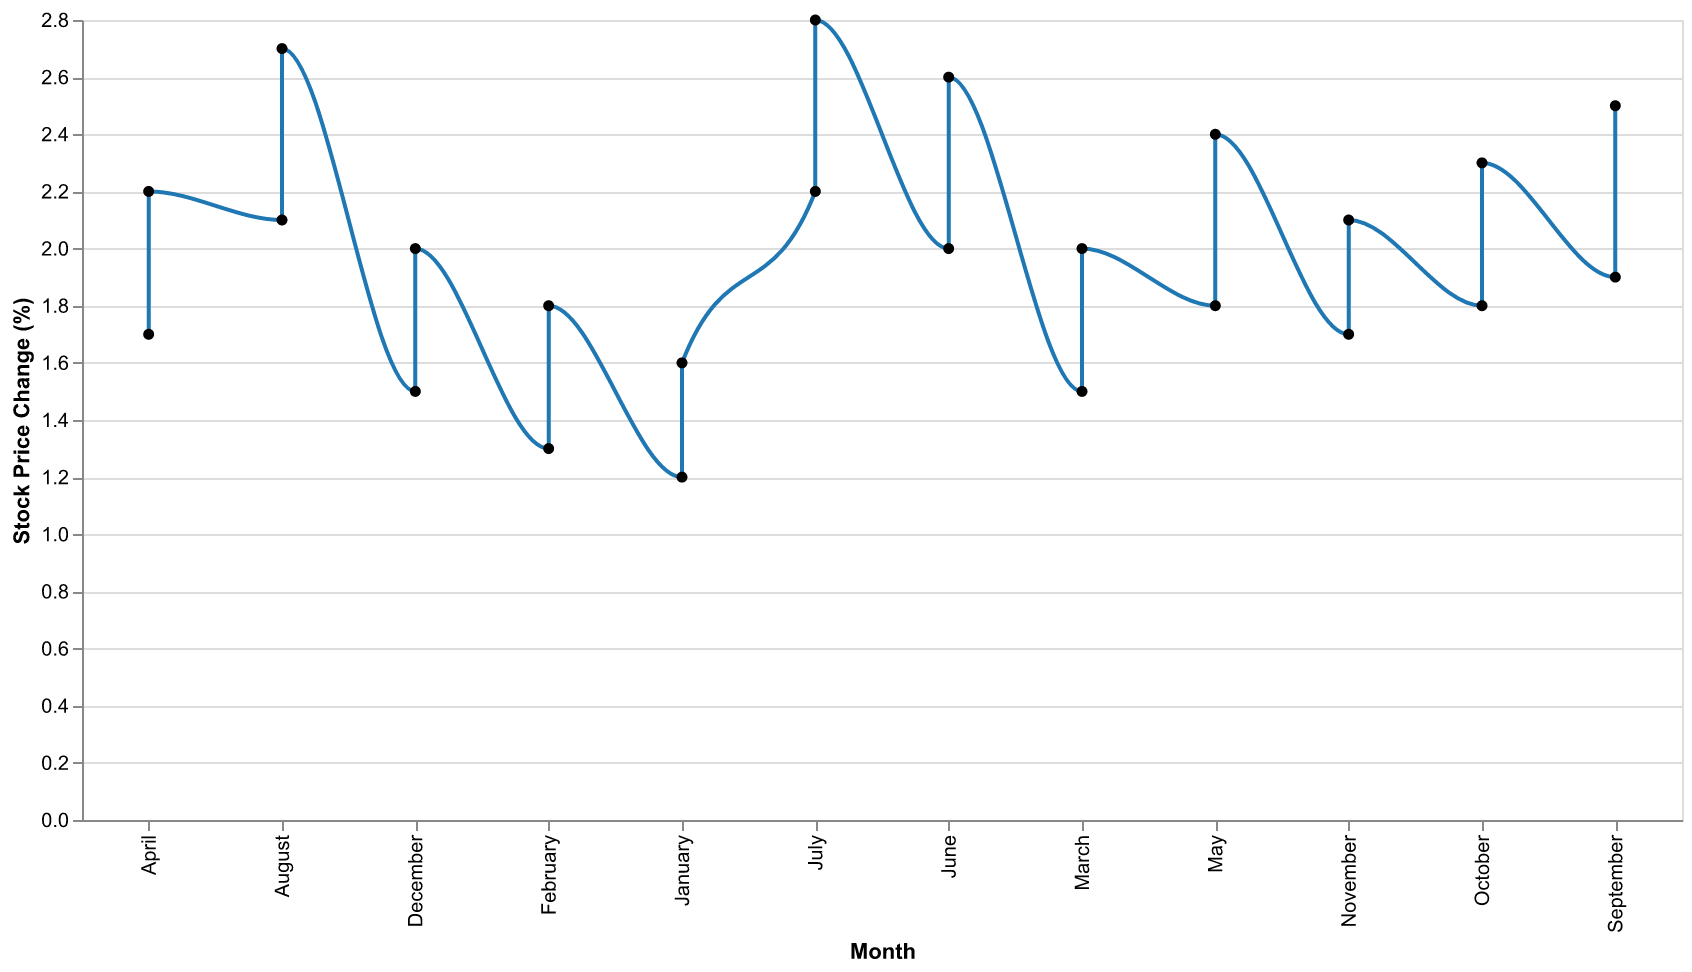 2.8
2.6
2.4
2.2
2.0
1.8
1.6
1.4
1.2
1.0
0.8
0.6
0.4
0.2
0.0
Stock Price Change (%)
April
August
December
February
January
July
June
March
May
November
October
September
Month